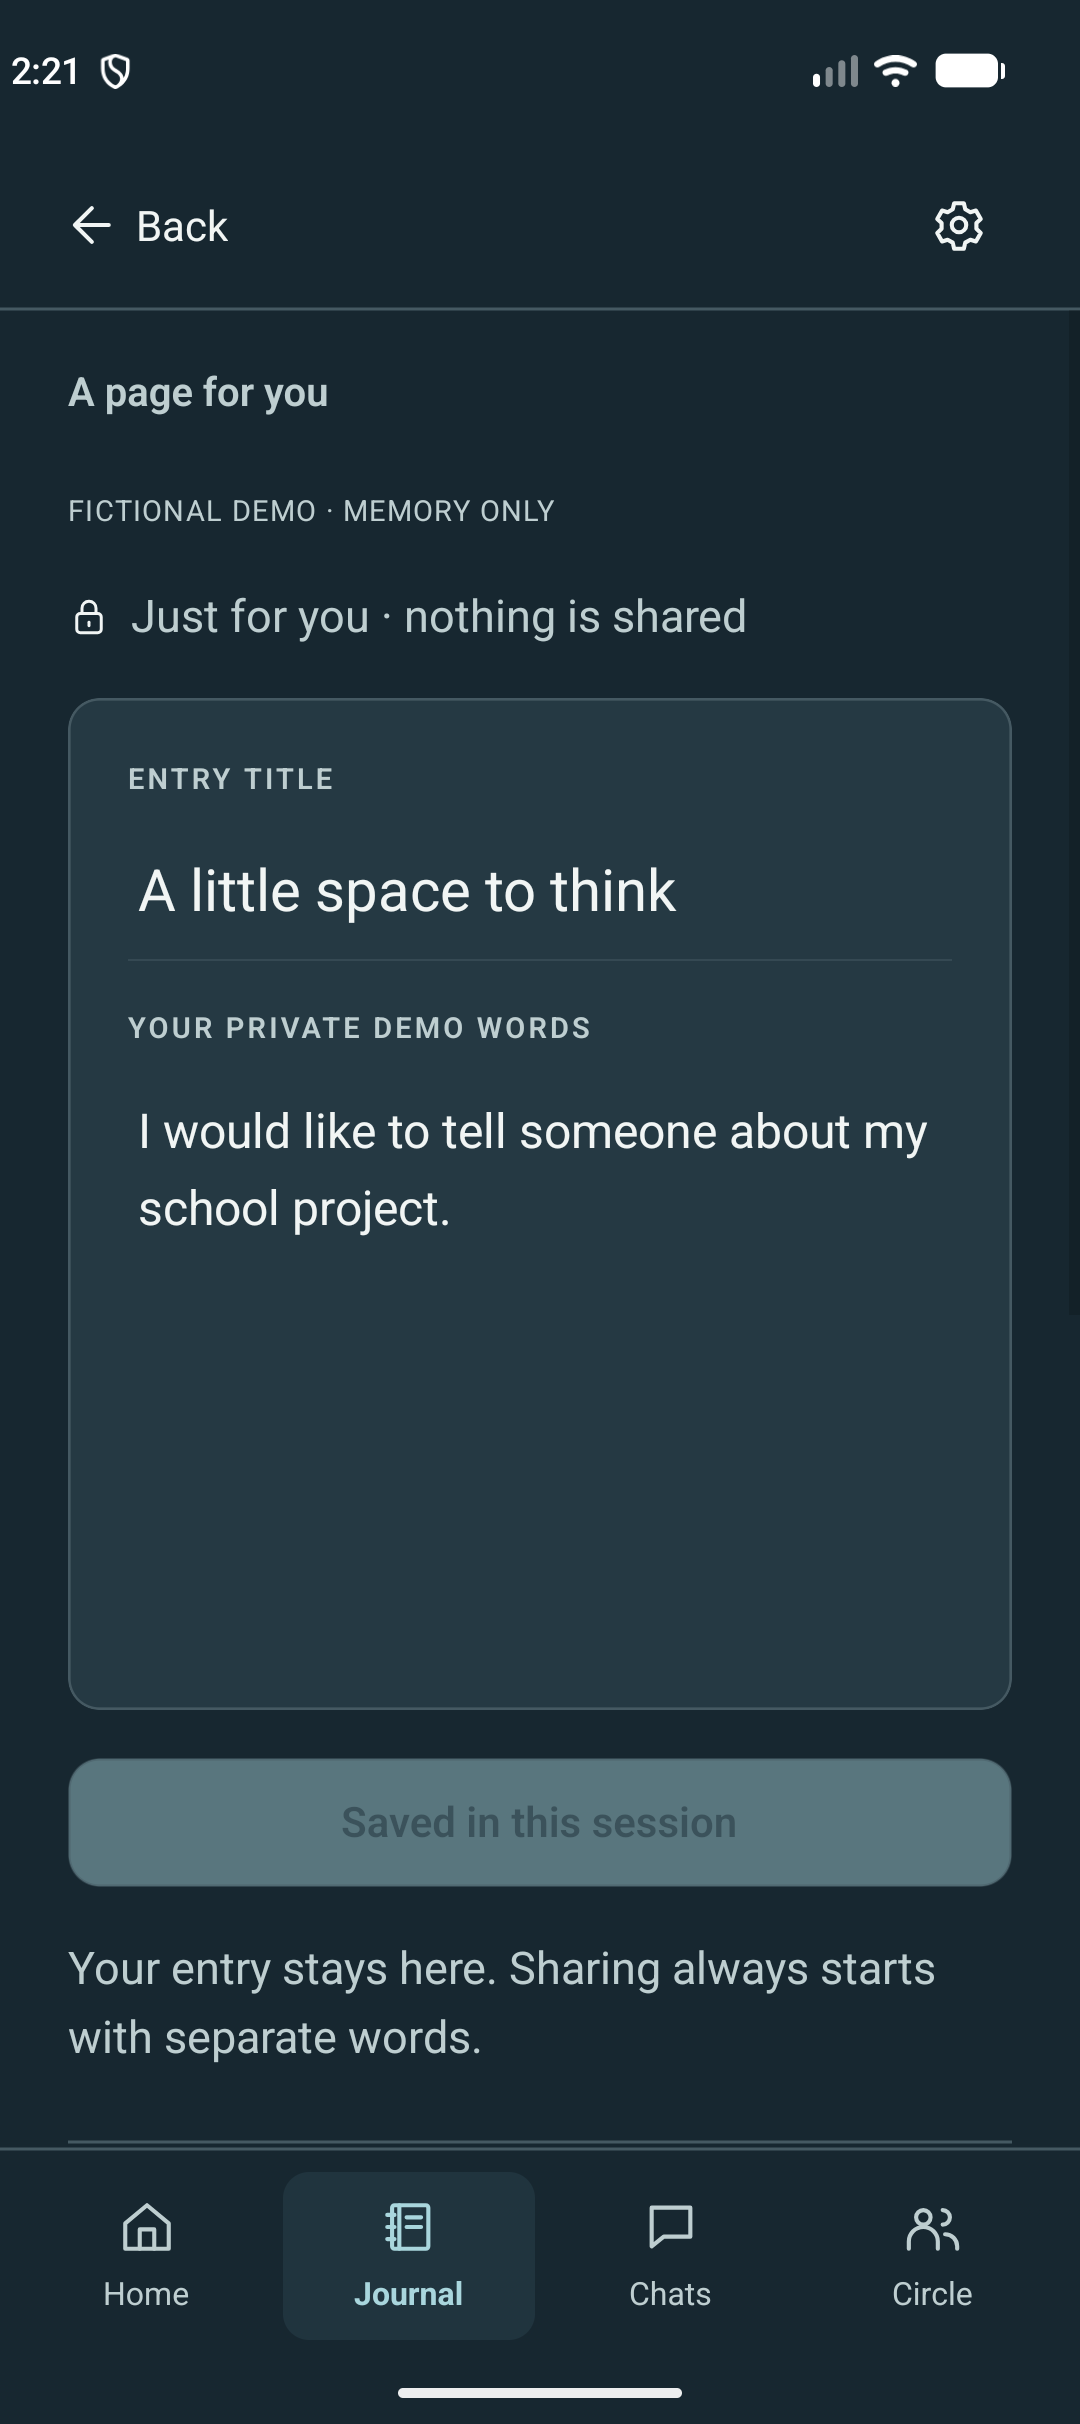 2:21
Back
A page for you
FICTIONAL DEMO · MEMORY ONLY
Just for you · nothing is shared
ENTRY TITLE
A little space to think
YOUR PRIVATE DEMO WORDS
I would like to tell someone about my
school project.
Saved in this session
Your entry stays here. Sharing always starts
with separate words.
Home
Journal
Chats
Circle